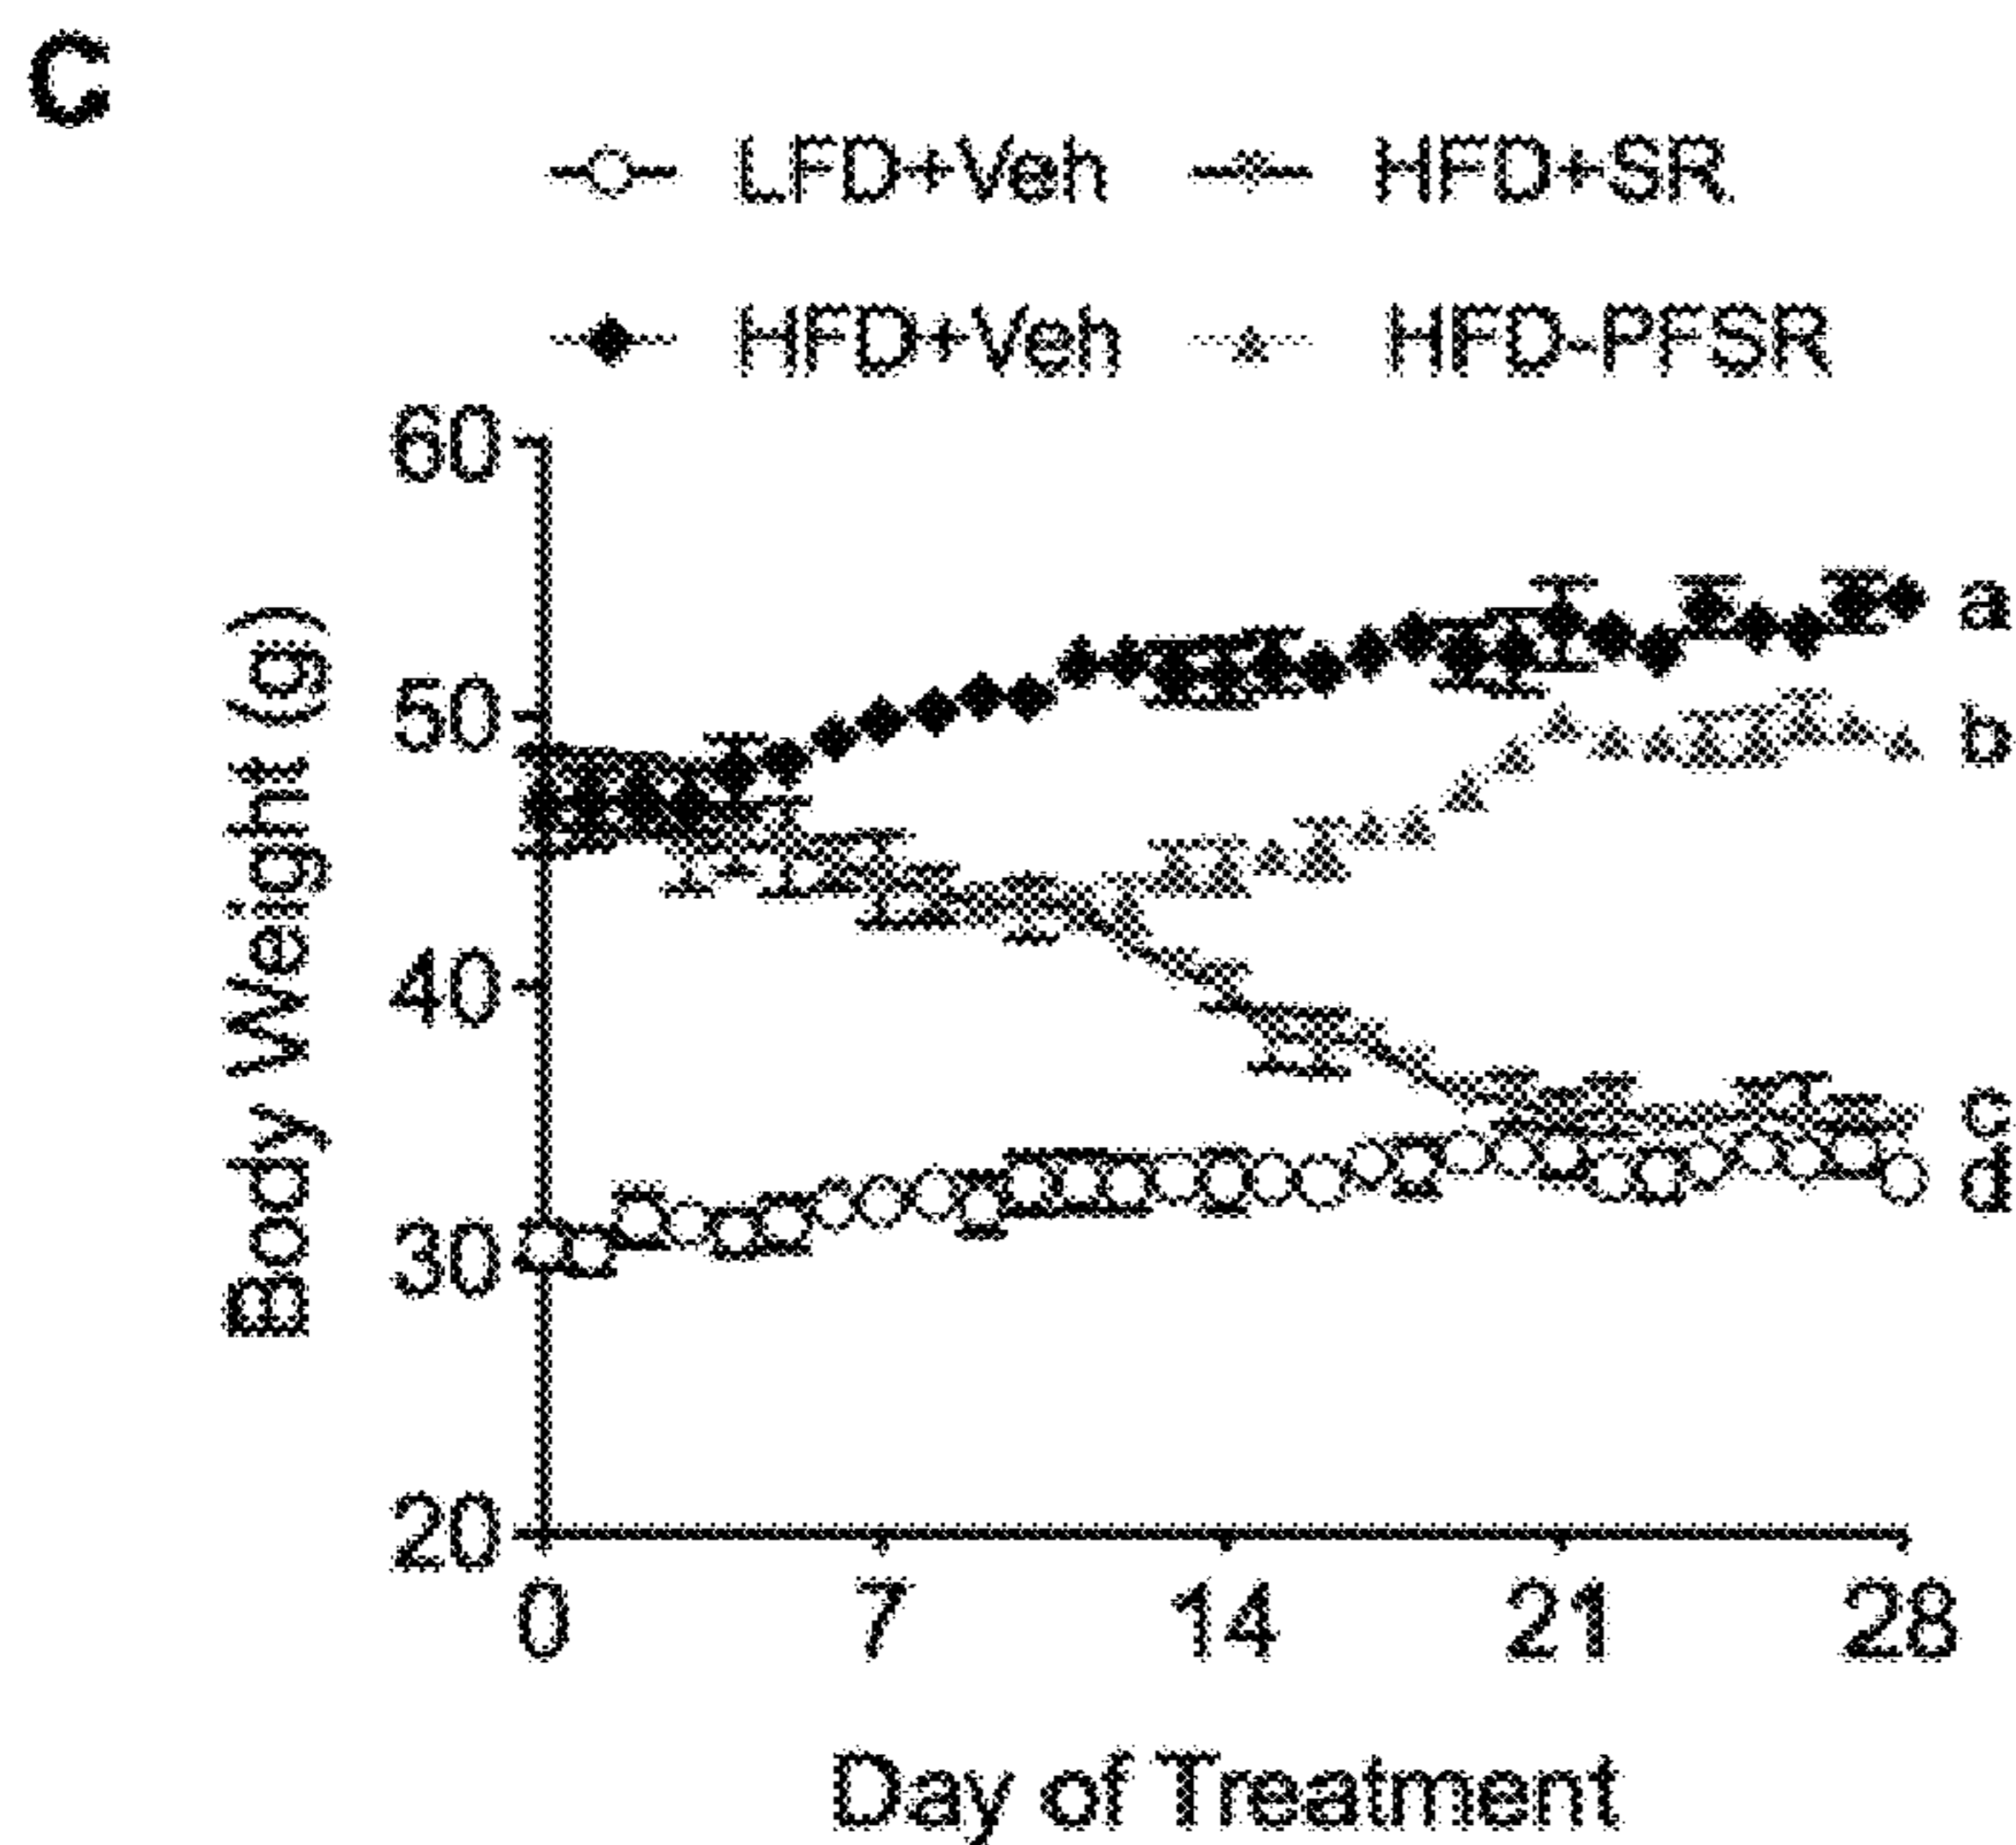 C
LFD+Veh HFD+SR
HFD+Veh HFD-PFSR
Body Weight (g)
60
50
40
30
20
a
b
c
d
0 7 14 21 28
Day of Treatment